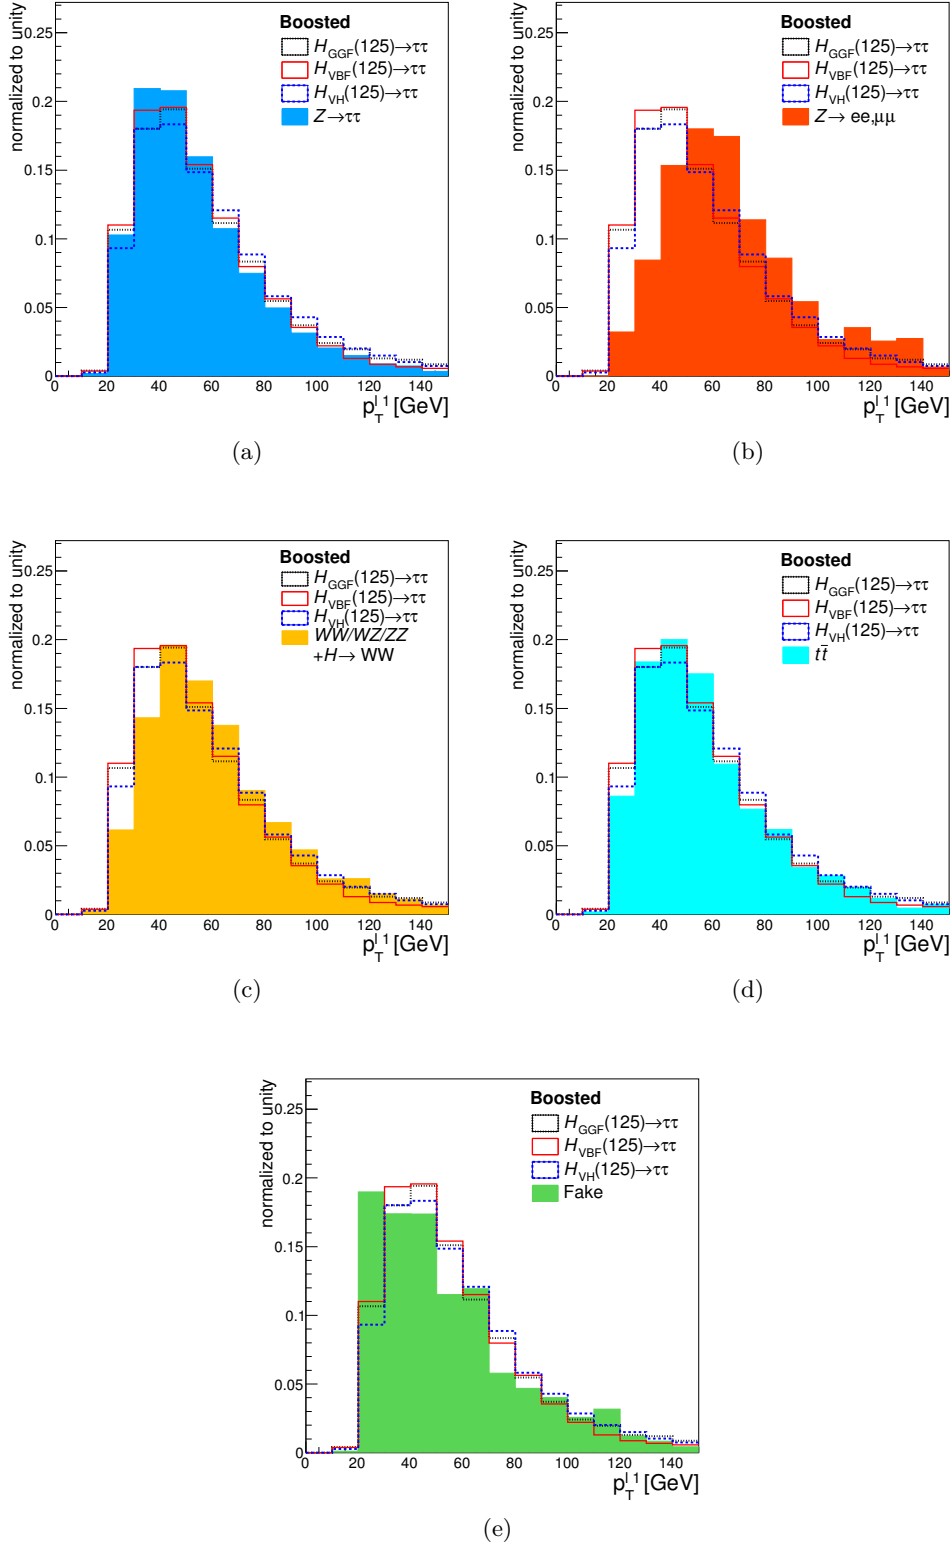 normalized to unity
Boosted
H_GGF(125)→ττ
H_VBF(125)→ττ
H_VH(125)→ττ
Z→ττ
0.25
0.2
0.15
0.1
0.05
0
0 20 40 60 80 100 120 140
p_T^l1 [GeV]
(a)
normalized to unity
Boosted
H_GGF(125)→ττ
H_VBF(125)→ττ
H_VH(125)→ττ
Z→ ee,μμ
0.25
0.2
0.15
0.1
0.05
0
0 20 40 60 80 100 120 140
p_T^l1 [GeV]
(b)
normalized to unity
Boosted
H_GGF(125)→ττ
H_VBF(125)→ττ
H_VH(125)→ττ
WW/WZ/ZZ
+H→ WW
0.25
0.2
0.15
0.1
0.05
0
0 20 40 60 80 100 120 140
p_T^l1 [GeV]
(c)
normalized to unity
Boosted
H_GGF(125)→ττ
H_VBF(125)→ττ
H_VH(125)→ττ
tt̄
0.25
0.2
0.15
0.1
0.05
0
0 20 40 60 80 100 120 140
p_T^l1 [GeV]
(d)
normalized to unity
Boosted
H_GGF(125)→ττ
H_VBF(125)→ττ
H_VH(125)→ττ
Fake
0.25
0.2
0.15
0.1
0.05
0
0 20 40 60 80 100 120 140
p_T^l1 [GeV]
(e)